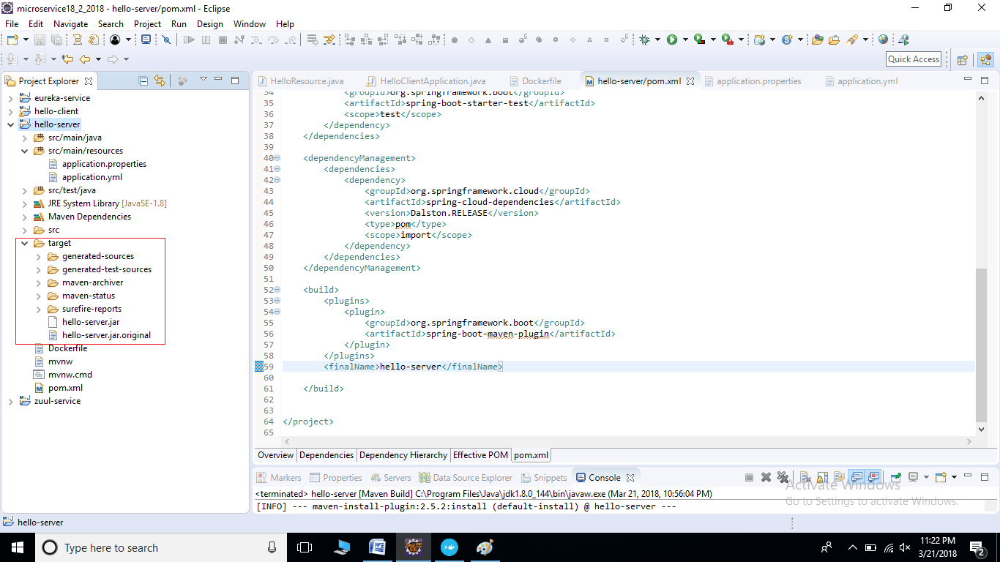 microservice18_2_2018 - hello-server/pom.xml - Eclipse
File Edit Navigate Search Project Run Design Window Help
Quick Access
Project Explorer
eureka-service
hello-client
hello-server
src/main/java
src/main/resources
application.properties
application.yml
src/test/java
JRE System Library [JavaSE-1.8]
Maven Dependencies
src
target
generated-sources
generated-test-sources
maven-archiver
maven-status
surefire-reports
hello-server.jar
hello-server.jar.original
Dockerfile
mvnw
mvnw.cmd
pom.xml
zuul-service
HelloResource.java HelloClientApplication.java Dockerfile hello-server/pom.xml application.properties application.yml
34 <groupId>org.springframework.boot</groupId>
35 <artifactId>spring-boot-starter-test</artifactId>
36 <scope>test</scope>
37 </dependency>
38 </dependencies>
39
40 <dependencyManagement>
41 <dependencies>
42 <dependency>
43 <groupId>org.springframework.cloud</groupId>
44 <artifactId>spring-cloud-dependencies</artifactId>
45 <version>Dalston.RELEASE</version>
46 <type>pom</type>
47 <scope>import</scope>
48 </dependency>
49 </dependencies>
50 </dependencyManagement>
51
52 <build>
53 <plugins>
54 <plugin>
55 <groupId>org.springframework.boot</groupId>
56 <artifactId>spring-boot-maven-plugin</artifactId>
57 </plugin>
58 </plugins>
59 <finalName>hello-server</finalName>
60
61 </build>
62
63
64 </project>
65
Overview Dependencies Dependency Hierarchy Effective POM pom.xml
Markers Properties Servers Data Source Explorer Snippets Console
<terminated> hello-server [Maven Build] C:\Program Files\Java\jdk1.8.0_144\bin\javaw.exe (Mar 21, 2018, 10:56:04 PM)
[INFO] --- maven-install-plugin:2.5.2:install (default-install) @ hello-server ---
Activate Windows
Go to Settings to activate Windows.
hello-server
Type here to search
11:22 PM
3/21/2018
2